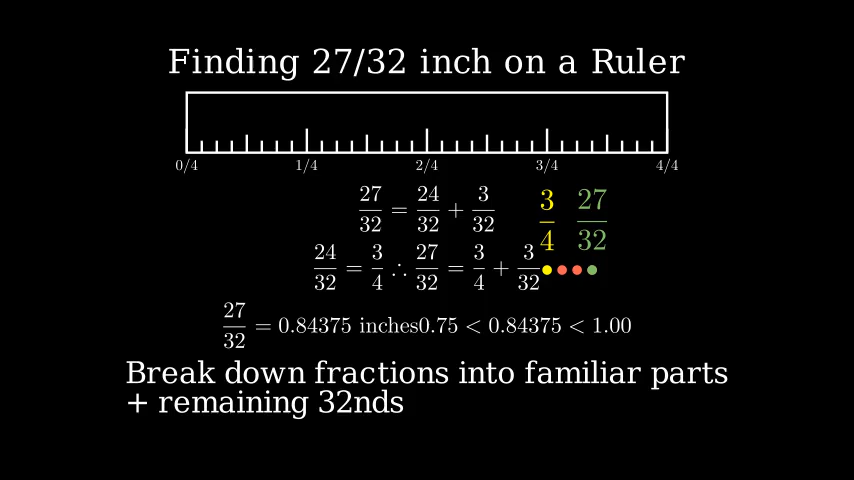 Finding 27/32 inch on a Ruler
0/4 1/4 2/4 3/4 4/4
27/32 = 24/32 + 3/32
3/4 27/32
24/32 = 3/4 ∴ 27/32 = 3/4 + 3/32
27/32 = 0.84375 inches0.75 < 0.84375 < 1.00
Break down fractions into familiar parts
+ remaining 32nds